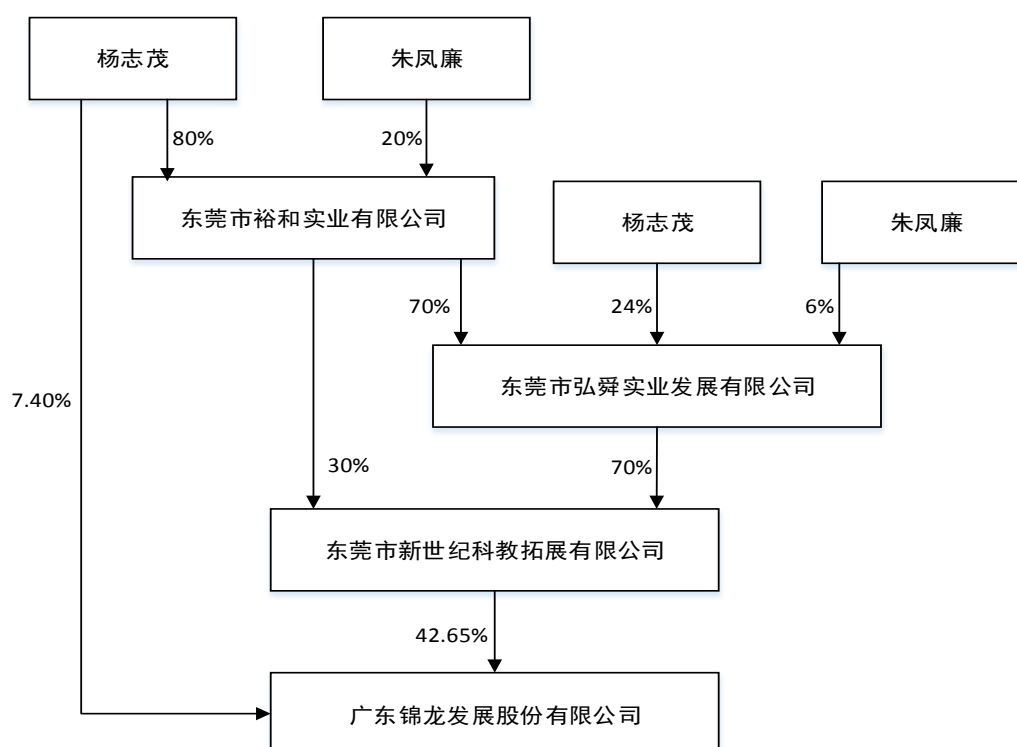 杨志茂
朱凤廉
80%
20%
东莞市裕和实业有限公司
杨志茂
朱凤廉
70%
24%
6%
东莞市弘舜实业发展有限公司
7.40%
30%
70%
东莞市新世纪科教拓展有限公司
42.65%
广东锦龙发展股份有限公司